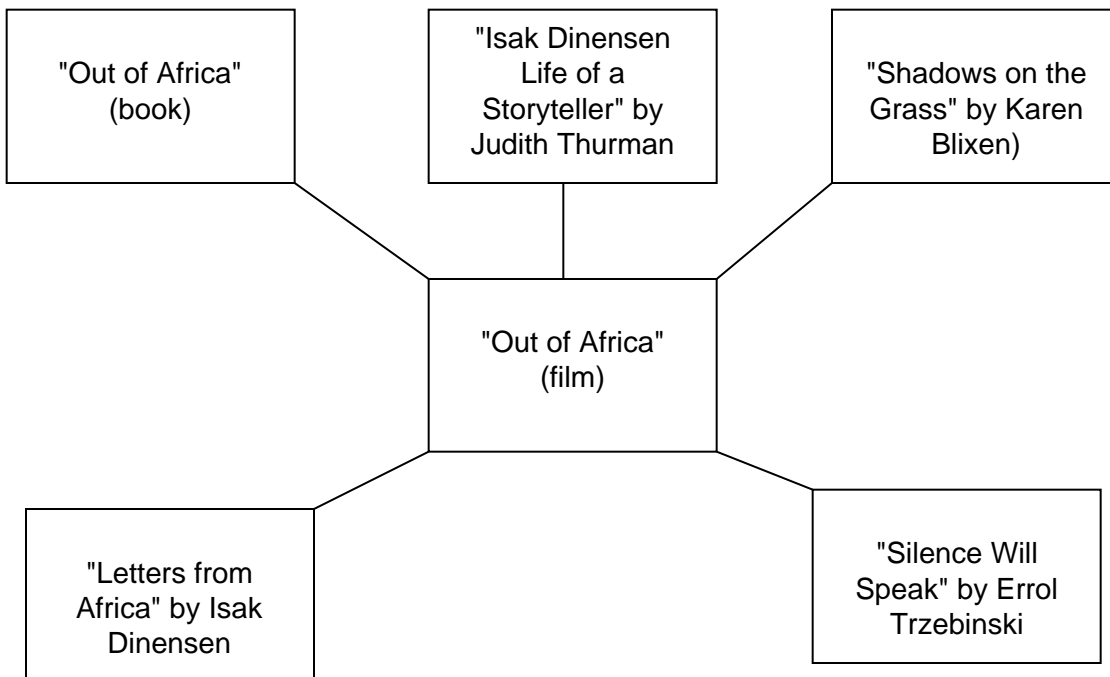 "Out of Africa"
(book)
"Isak Dinensen
Life of a
Storyteller" by
Judith Thurman
"Shadows on the
Grass" by Karen
Blixen)
"Out of Africa"
(film)
"Letters from
Africa" by Isak
Dinensen
"Silence Will
Speak" by Errol
Trzebinski